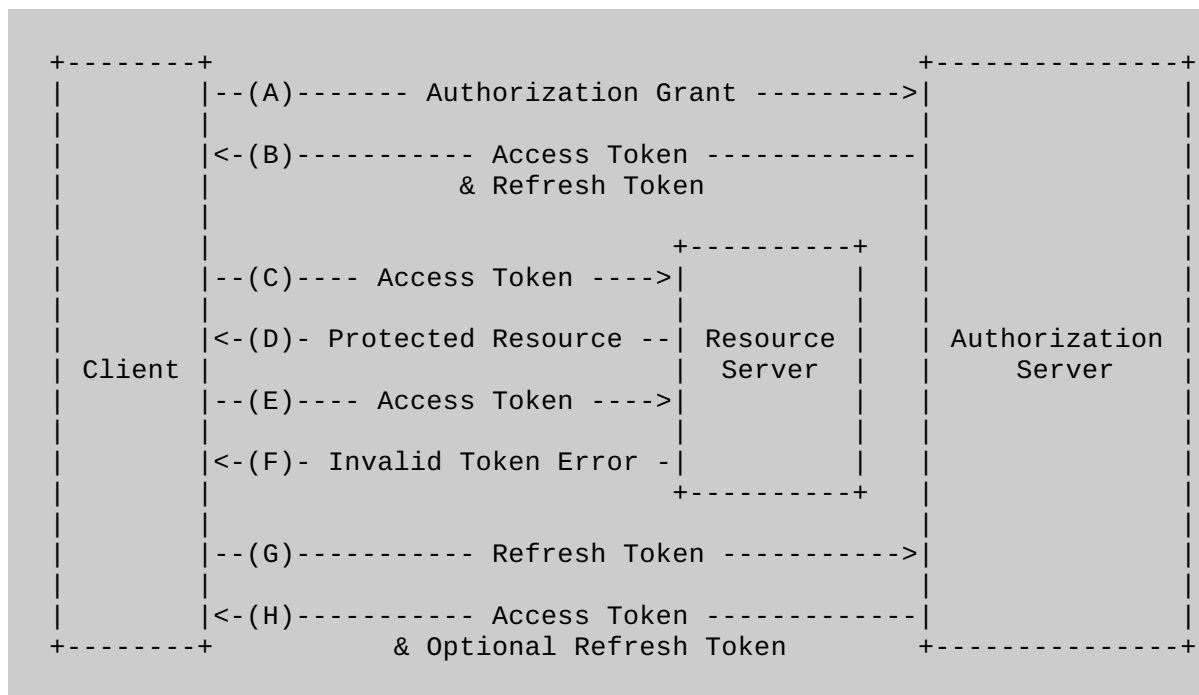 +--------+                                           +---------------+
|        |--(A)------- Authorization Grant --------->|               |
|        |                                           |               |
|        |<-(B)----------- Access Token -------------|               |
|        |               & Refresh Token             |               |
|        |                                           |               |
|        |                            +----------+   |               |
|        |--(C)---- Access Token ---->|          |   |               |
|        |                            |          |   |               |
|        |<-(D)- Protected Resource --| Resource |   | Authorization |
| Client |                            |  Server  |   |     Server    |
|        |--(E)---- Access Token ---->|          |   |               |
|        |                            |          |   |               |
|        |<-(F)- Invalid Token Error -|          |   |               |
|        |                            +----------+   |               |
|        |                                           |               |
|        |--(G)----------- Refresh Token ----------->|               |
|        |                                           |               |
|        |<-(H)----------- Access Token -------------|               |
+--------+           & Optional Refresh Token        +---------------+